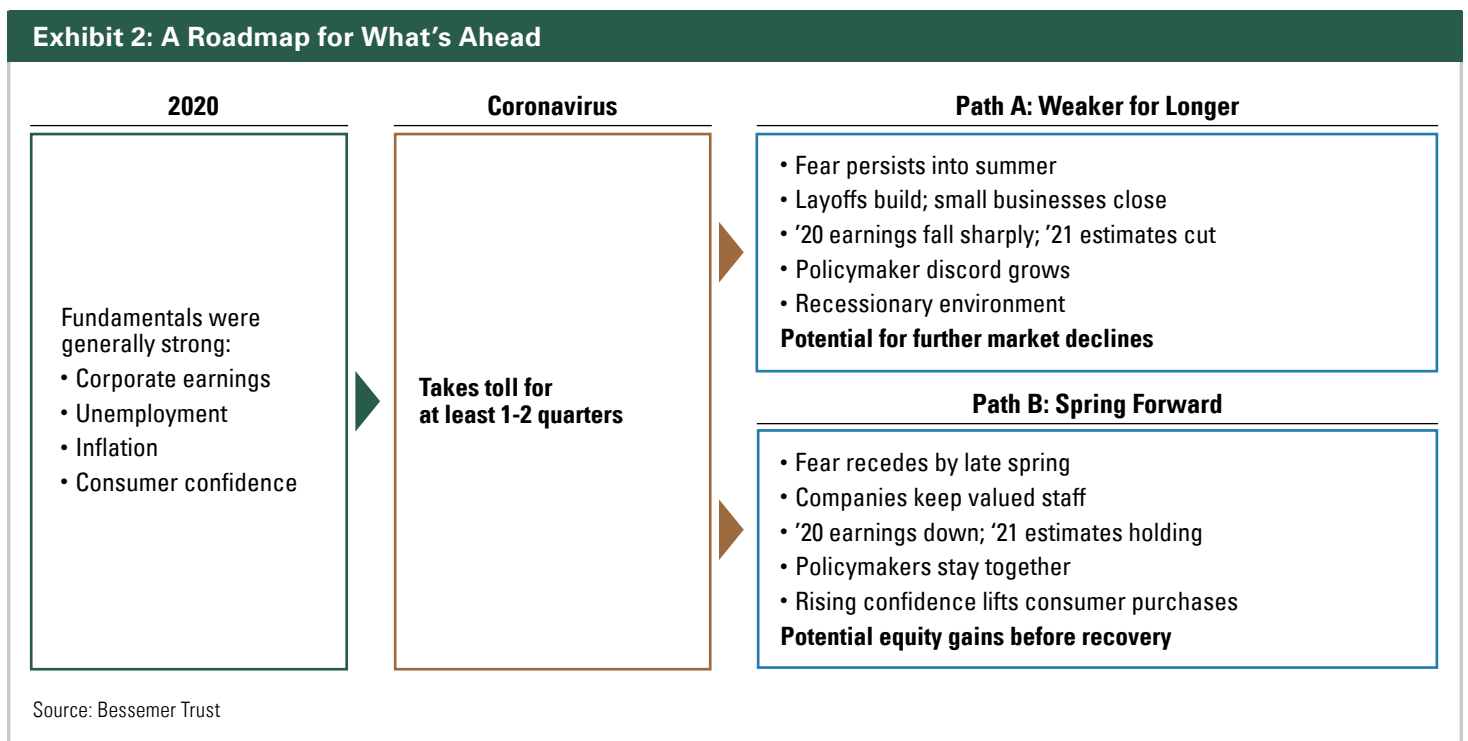 Exhibit 2: A Roadmap for What’s Ahead
2020
Fundamentals were
generally strong:
• Corporate earnings
• Unemployment
• Inflation
• Consumer confidence
Coronavirus
Takes toll for
at least 1-2 quarters
Path A: Weaker for Longer
• Fear persists into summer
• Layoffs build; small businesses close
• ’20 earnings fall sharply; ’21 estimates cut
• Policymaker discord grows
• Recessionary environment
Potential for further market declines
Path B: Spring Forward
• Fear recedes by late spring
• Companies keep valued staff
• ’20 earnings down; ‘21 estimates holding
• Policymakers stay together
• Rising confidence lifts consumer purchases
Potential equity gains before recovery
Source: Bessemer Trust